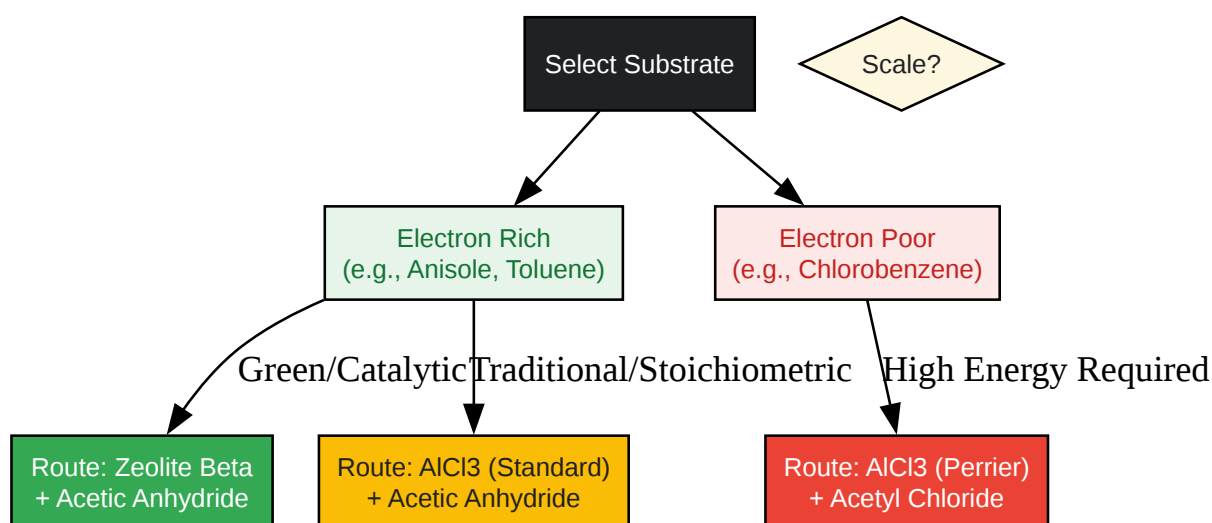 Select Substrate
Scale?
Electron Rich
(e.g., Anisole, Toluene)
Electron Poor
(e.g., Chlorobenzene)
Green/Catalytic
Traditional/Stoichiometric
High Energy Required
Route: Zeolite Beta
+ Acetic Anhydride
Route: AlCl3 (Standard)
+ Acetic Anhydride
Route: AlCl3 (Perrier)
+ Acetyl Chloride